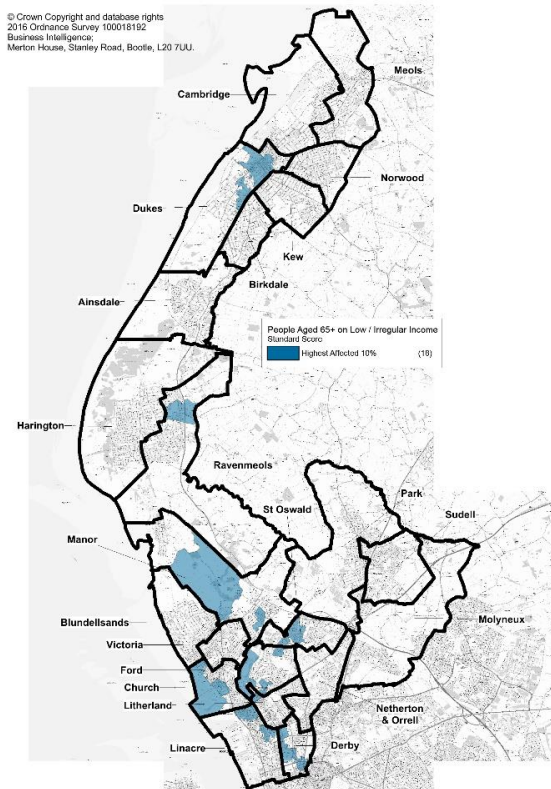 © Crown Copyright and database rights
2016 Ordnance Survey 100018192
Business Intelligence;
Merton House, Stanley Road, Bootle, L20 7UU.
Meols
Cambridge
Norwood
Dukes
Kew
Birkdale
Ainsdale
People Aged 65+ on Low / Irregular Income
Standard Score
Highest Affected 10% (18)
Harington
Ravenmeols
Park
St Oswald
Sudell
Manor
Blundellsands
Molyneux
Victoria
Ford
Church
Litherland
Netherton
& Orrell
Linacre
Derby